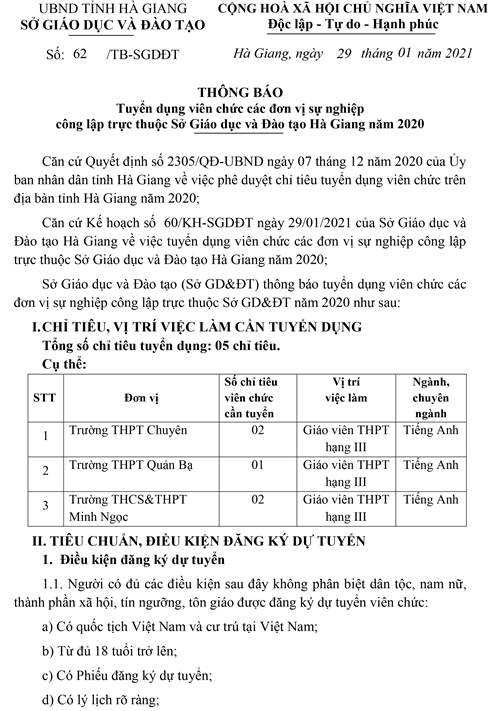 UBND TỈNH HÀ GIANG
SỞ GIÁO DỤC VÀ ĐÀO TẠO
CỘNG HOÀ XÃ HỘI CHỦ NGHĨA VIỆT NAM
Độc lập - Tự do - Hạnh phúc
Số: 62 /TB-SGDĐT
Hà Giang, ngày 29 tháng 01 năm 2021
THÔNG BÁO
Tuyển dụng viên chức các đơn vị sự nghiệp
công lập trực thuộc Sở Giáo dục và Đào tạo Hà Giang năm 2020
Căn cứ Quyết định số 2305/QĐ-UBND ngày 07 tháng 12 năm 2020 của Ủy
ban nhân dân tỉnh Hà Giang về việc phê duyệt chỉ tiêu tuyển dụng viên chức trên
địa bàn tỉnh Hà Giang năm 2020;
Căn cứ Kế hoạch số 60/KH-SGDĐT ngày 29/01/2021 của Sở Giáo dục và
Đào tạo Hà Giang về việc tuyển dụng viên chức các đơn vị sự nghiệp công lập
trực thuộc Sở Giáo dục và Đào tạo Hà Giang năm 2020;
Sở Giáo dục và Đào tạo (Sở GD&ĐT) thông báo tuyển dụng viên chức các
đơn vị sự nghiệp công lập trực thuộc Sở GD&ĐT năm 2020 như sau:
I.CHỈ TIÊU, VỊ TRÍ VIỆC LÀM CẦN TUYỂN DỤNG
Tổng số chỉ tiêu tuyển dụng: 05 chỉ tiêu.
Cụ thể:
STT
Đơn vị
Số chỉ tiêu
viên chức
cần tuyển
Vị trí
việc làm
Ngành,
chuyên
ngành
1
Trường THPT Chuyên
02
Giáo viên THPT
hạng III
Tiếng Anh
2
Trường THPT Quản Bạ
01
Giáo viên THPT
hạng III
Tiếng Anh
3
Trường THCS&THPT
Minh Ngọc
02
Giáo viên THPT
hạng III
Tiếng Anh
II. TIÊU CHUẨN, ĐIỀU KIỆN ĐĂNG KÝ DỰ TUYỂN
1. Điều kiện đăng ký dự tuyển
1.1. Người có đủ các điều kiện sau đây không phân biệt dân tộc, nam nữ,
thành phần xã hội, tín ngưỡng, tôn giáo được đăng ký dự tuyển viên chức:
a) Có quốc tịch Việt Nam và cư trú tại Việt Nam;
b) Từ đủ 18 tuổi trở lên;
c) Có Phiếu đăng ký dự tuyển;
d) Có lý lịch rõ ràng;